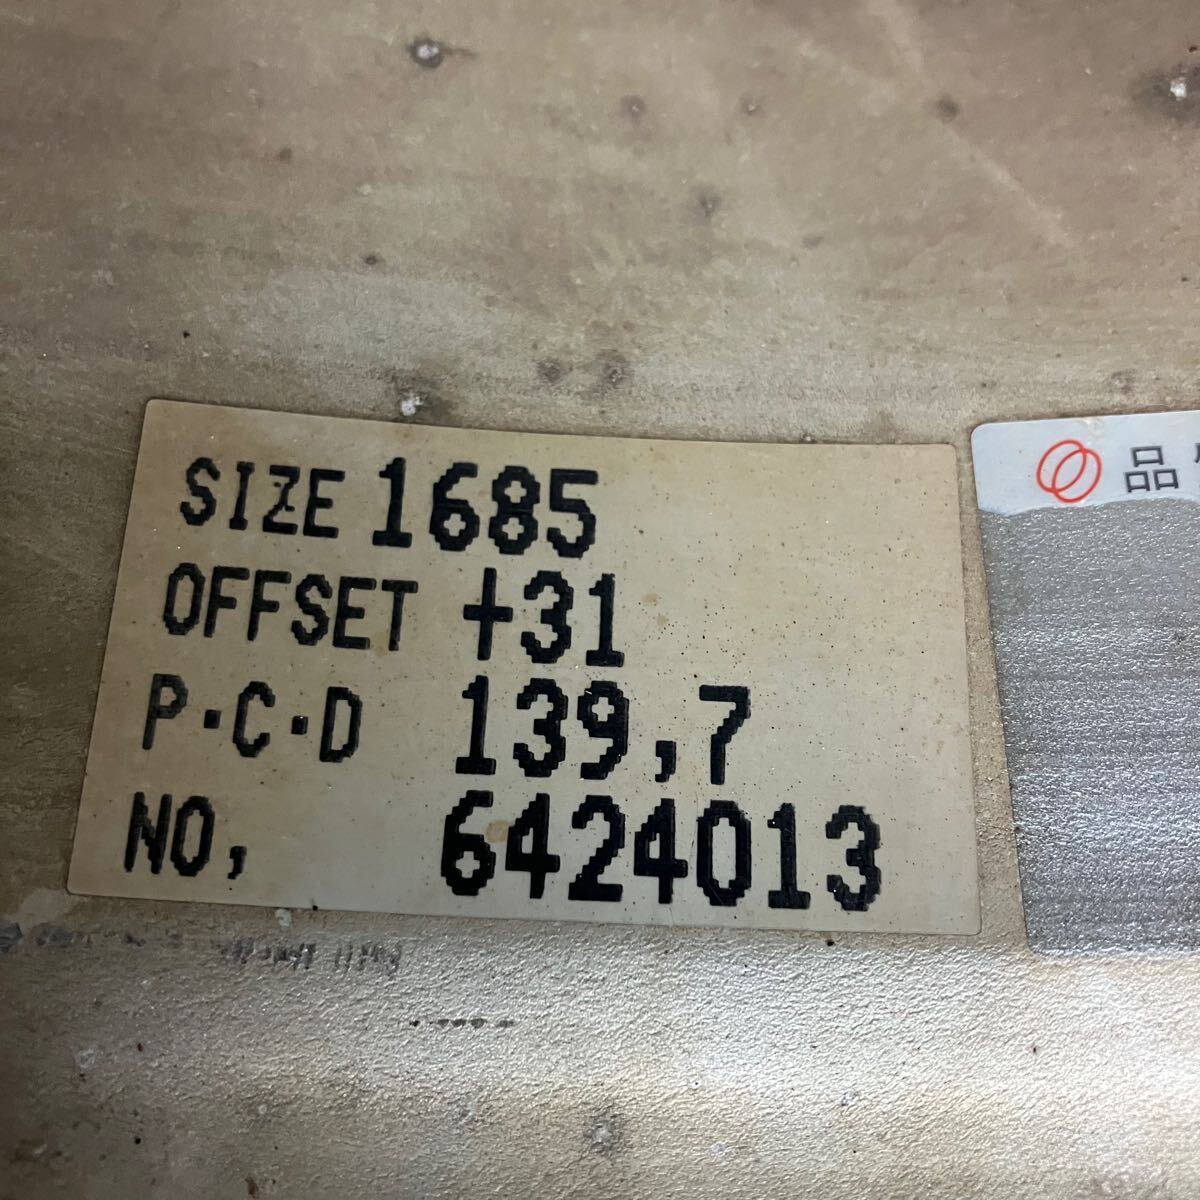 SIZE 1685
OFFSET +31
P·C·D 139,7
NO, 6424013
品